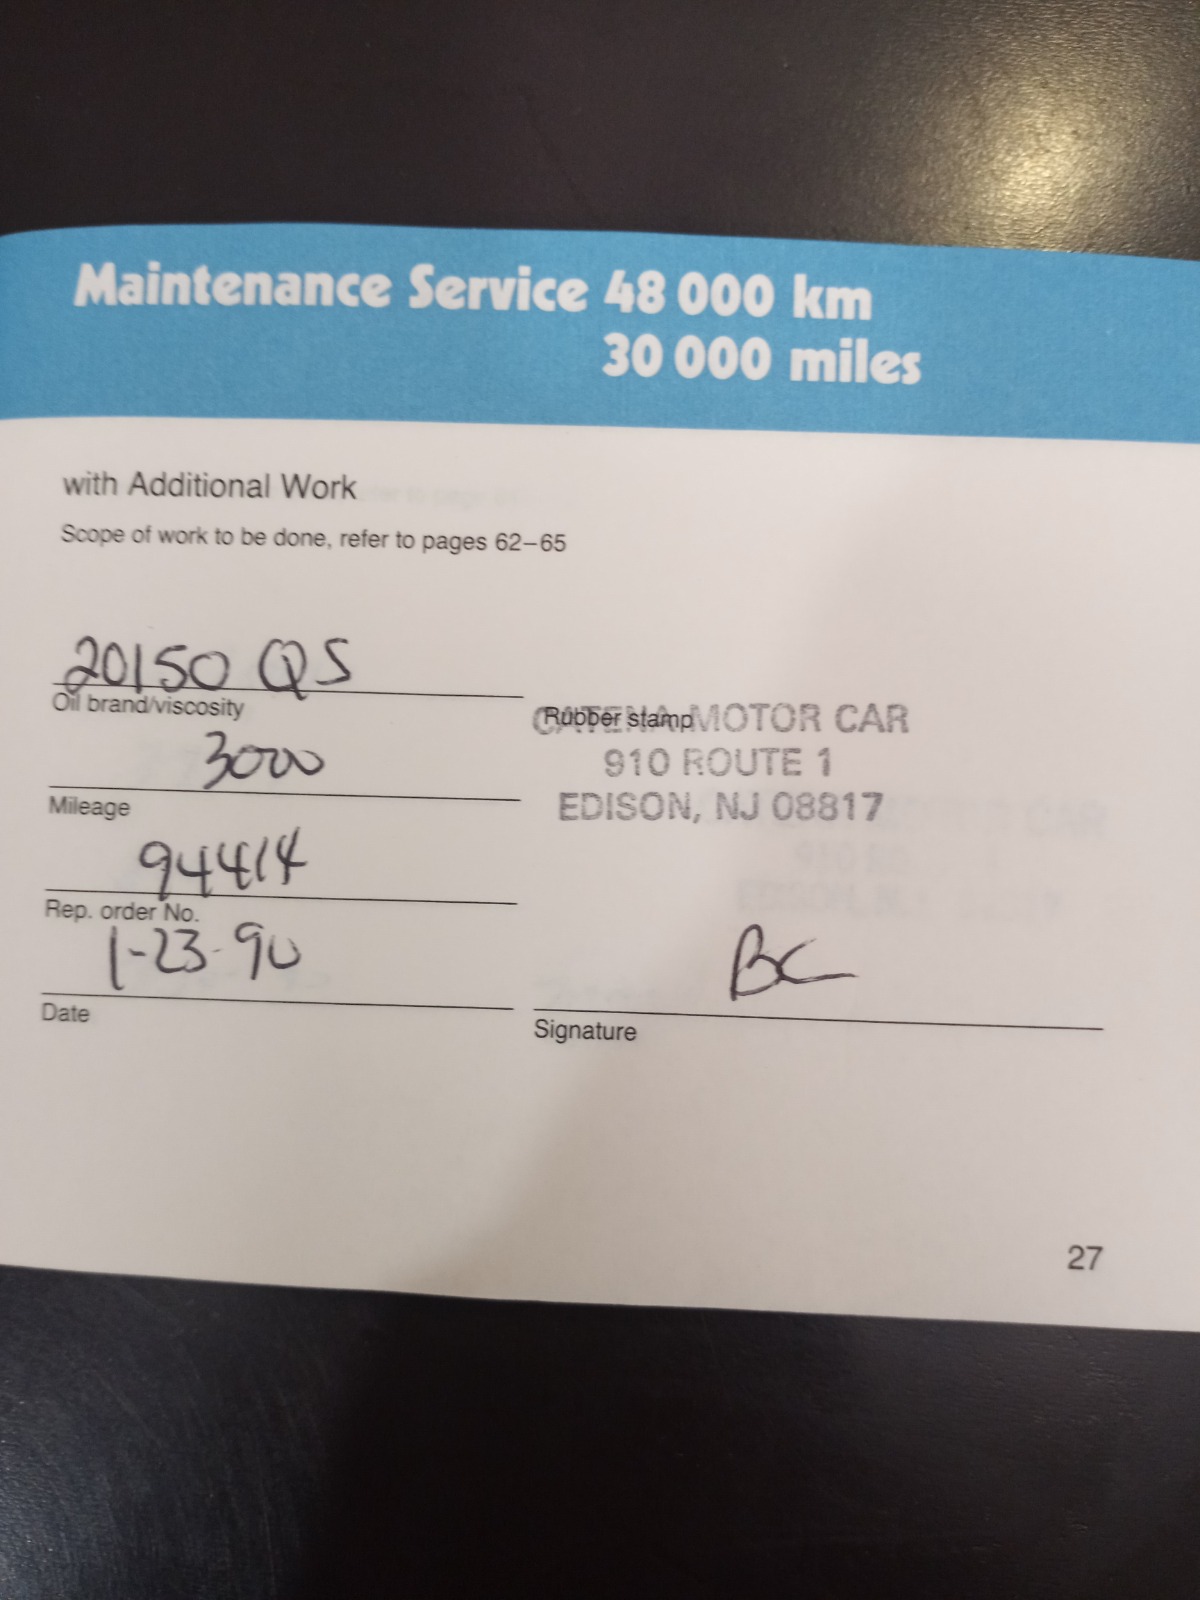 Maintenance Service 48 000 km
30 000 miles
with Additional Work
Scope of work to be done, refer to pages 62–65
20150 QS
Oil brand/viscosity
3000
Mileage
94414
Rep. order No.
1-23-90
Date
Rubber stamp
CATENA MOTOR CAR
910 ROUTE 1
EDISON, NJ 08817
BC
Signature
27